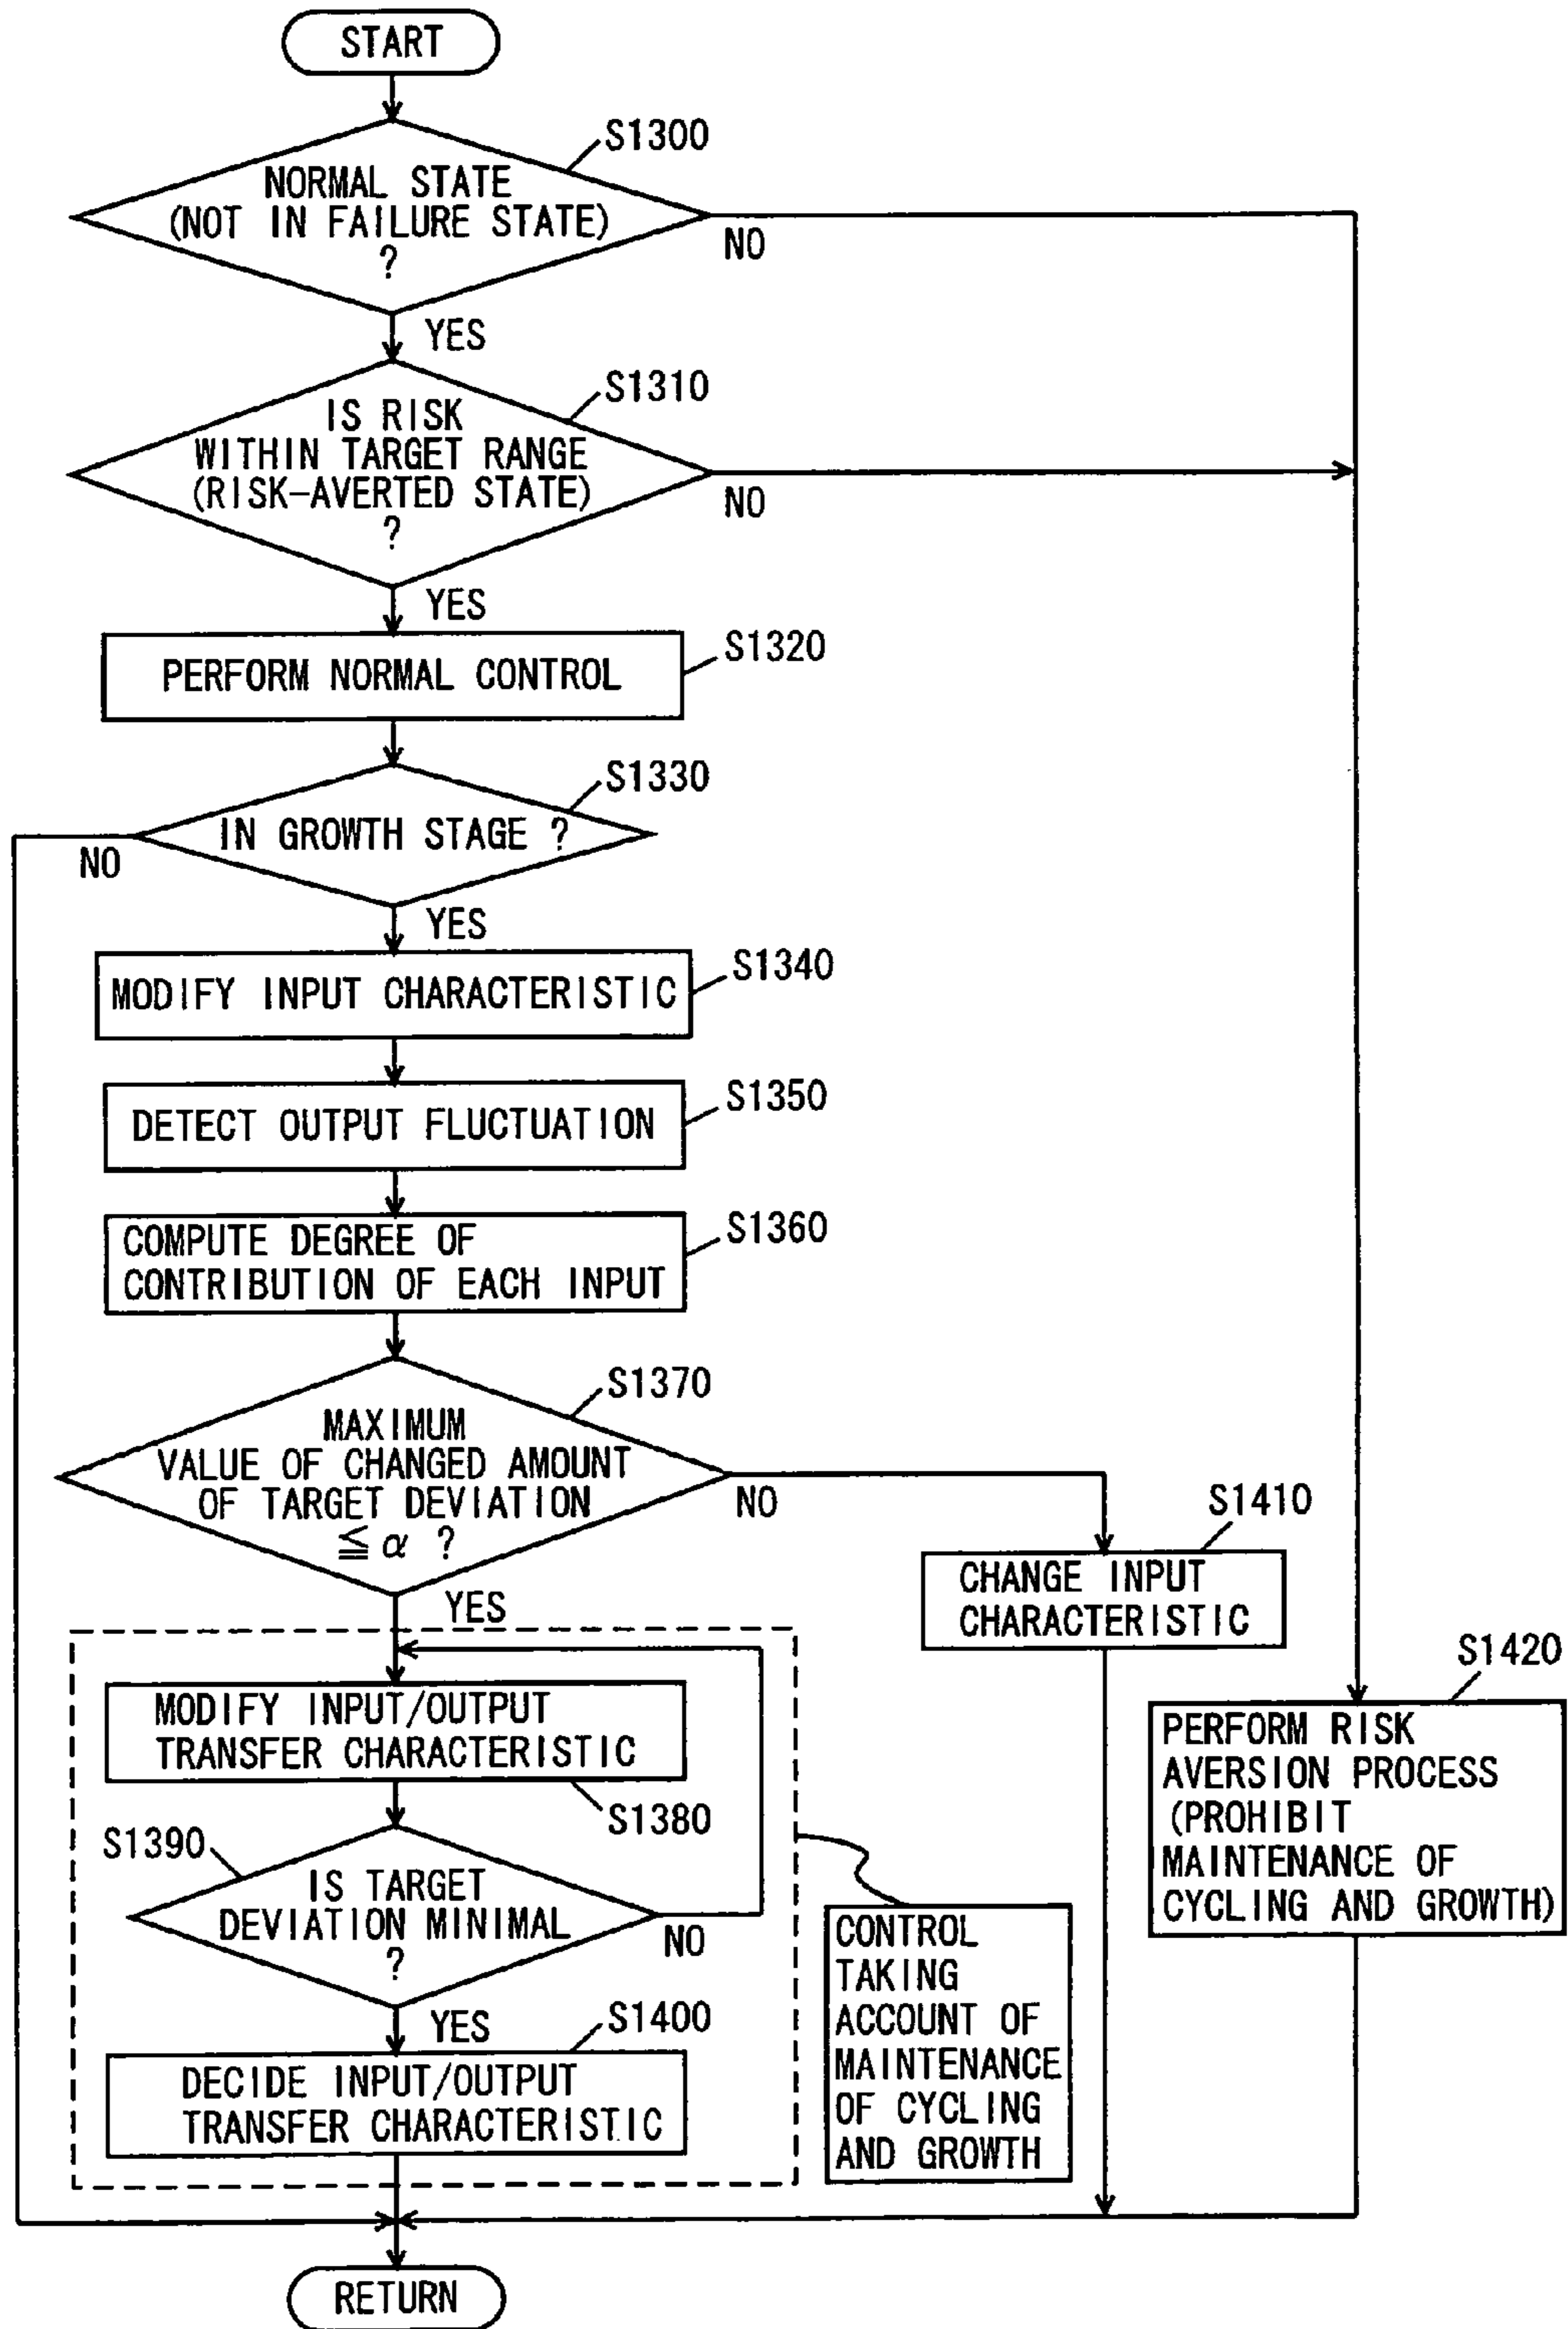 START
S1300
NORMAL STATE
(NOT IN FAILURE STATE)
?
NO
YES
S1310
IS RISK
WITHIN TARGET RANGE
(RISK-AVERTED STATE)
?
NO
YES
S1320
PERFORM NORMAL CONTROL
S1330
IN GROWTH STAGE ?
NO
YES
S1340
MODIFY INPUT CHARACTERISTIC
S1350
DETECT OUTPUT FLUCTUATION
S1360
COMPUTE DEGREE OF
CONTRIBUTION OF EACH INPUT
S1370
MAXIMUM
VALUE OF CHANGED AMOUNT
OF TARGET DEVIATION
≦ α ?
NO
YES
S1410
CHANGE INPUT
CHARACTERISTIC
S1420
PERFORM RISK
AVERSION PROCESS
(PROHIBIT
MAINTENANCE OF
CYCLING AND GROWTH)
MODIFY INPUT/OUTPUT
TRANSFER CHARACTERISTIC
S1380
S1390
IS TARGET
DEVIATION MINIMAL
?
NO
YES
S1400
DECIDE INPUT/OUTPUT
TRANSFER CHARACTERISTIC
CONTROL
TAKING
ACCOUNT OF
MAINTENANCE
OF CYCLING
AND GROWTH
RETURN